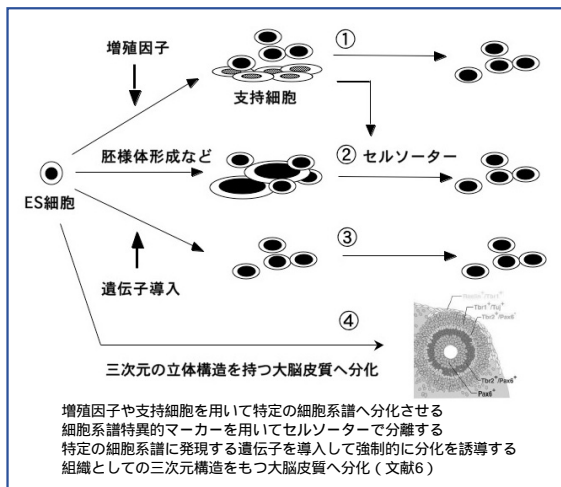 増殖因子
①
支持細胞
胚様体形成など
② セルソーター
ES細胞
③
遺伝子導入
④
Tbr1⁺/Tuj⁺
Tbr2⁺/Pax6⁺
Pax6⁺
三次元の立体構造を持つ大脳皮質へ分化
増殖因子や支持細胞を用いて特定の細胞系譜へ分化させる
細胞系譜特異的マーカーを用いてセルソーターで分離する
特定の細胞系譜に発現する遺伝子を導入して強制的に分化を誘導する
組織としての三次元構造をもつ大脳皮質へ分化（文献6）